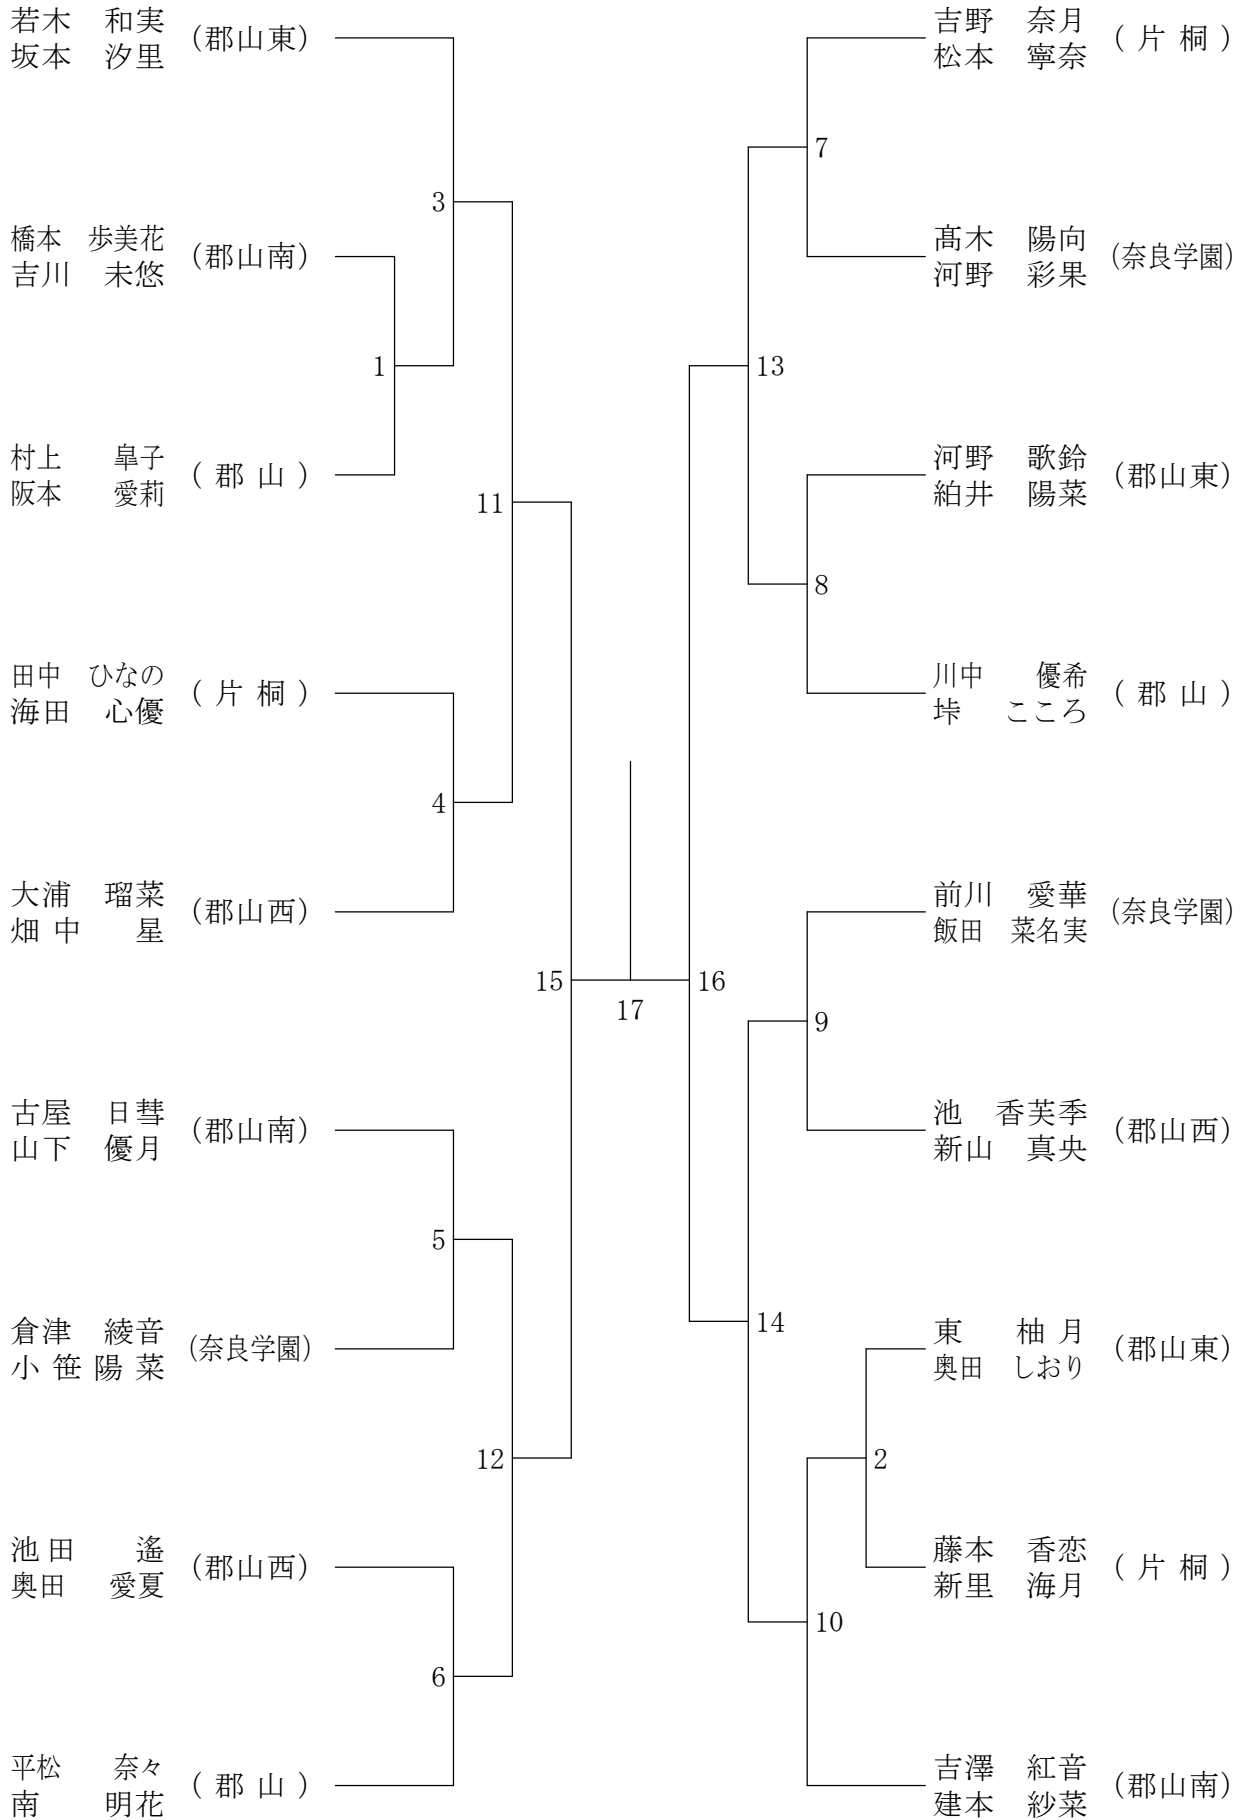 若木　和実
坂本　汐里
(郡山東)
3
橋本　歩美花
吉川　未悠
(郡山南)
1
村上　皐子
阪本　愛莉
(郡山)
11
田中　ひなの
海田　心優
(片桐)
4
大浦　瑠菜
畑中　星
(郡山西)
15
17
古屋　日彗
山下　優月
(郡山南)
5
倉津　綾音
小笹　陽菜
(奈良学園)
12
池田　遙
奥田　愛夏
(郡山西)
6
平松　奈々
南　明花
(郡山)
吉野　奈月
松本　寧奈
(片桐)
7
髙木　陽向
河野　彩果
(奈良学園)
13
河野　歌鈴
絈井　陽菜
(郡山東)
8
川中　優希
垰　こころ
(郡山)
16
前川　愛華
飯田　菜名実
(奈良学園)
9
池　香芙季
新山　真央
(郡山西)
14
東　柚月
奥田　しおり
(郡山東)
2
藤本　香恋
新里　海月
(片桐)
10
吉澤　紅音
建本　紗菜
(郡山南)